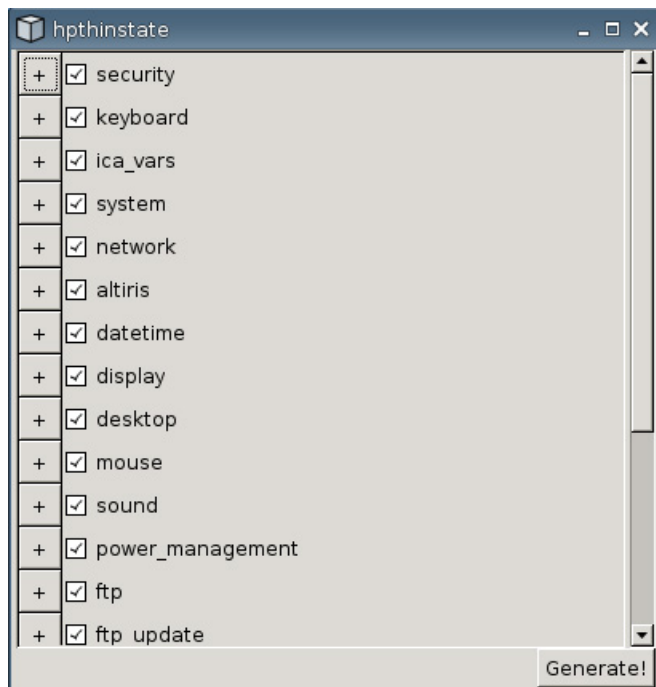 hpthinstate
+ security
+ keyboard
+ ica_vars
+ system
+ network
+ altiris
+ datetime
+ display
+ desktop
+ mouse
+ sound
+ power_management
+ ftp
+ ftp_update
Generate!